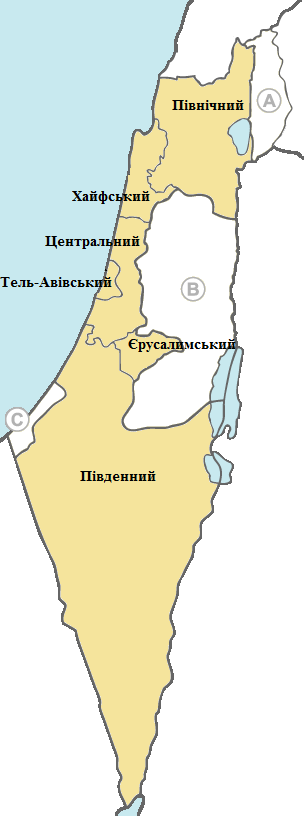 Північний
A
Хайфський
Центральний
Тель-Авівський
B
Єрусалимський
C
Південний